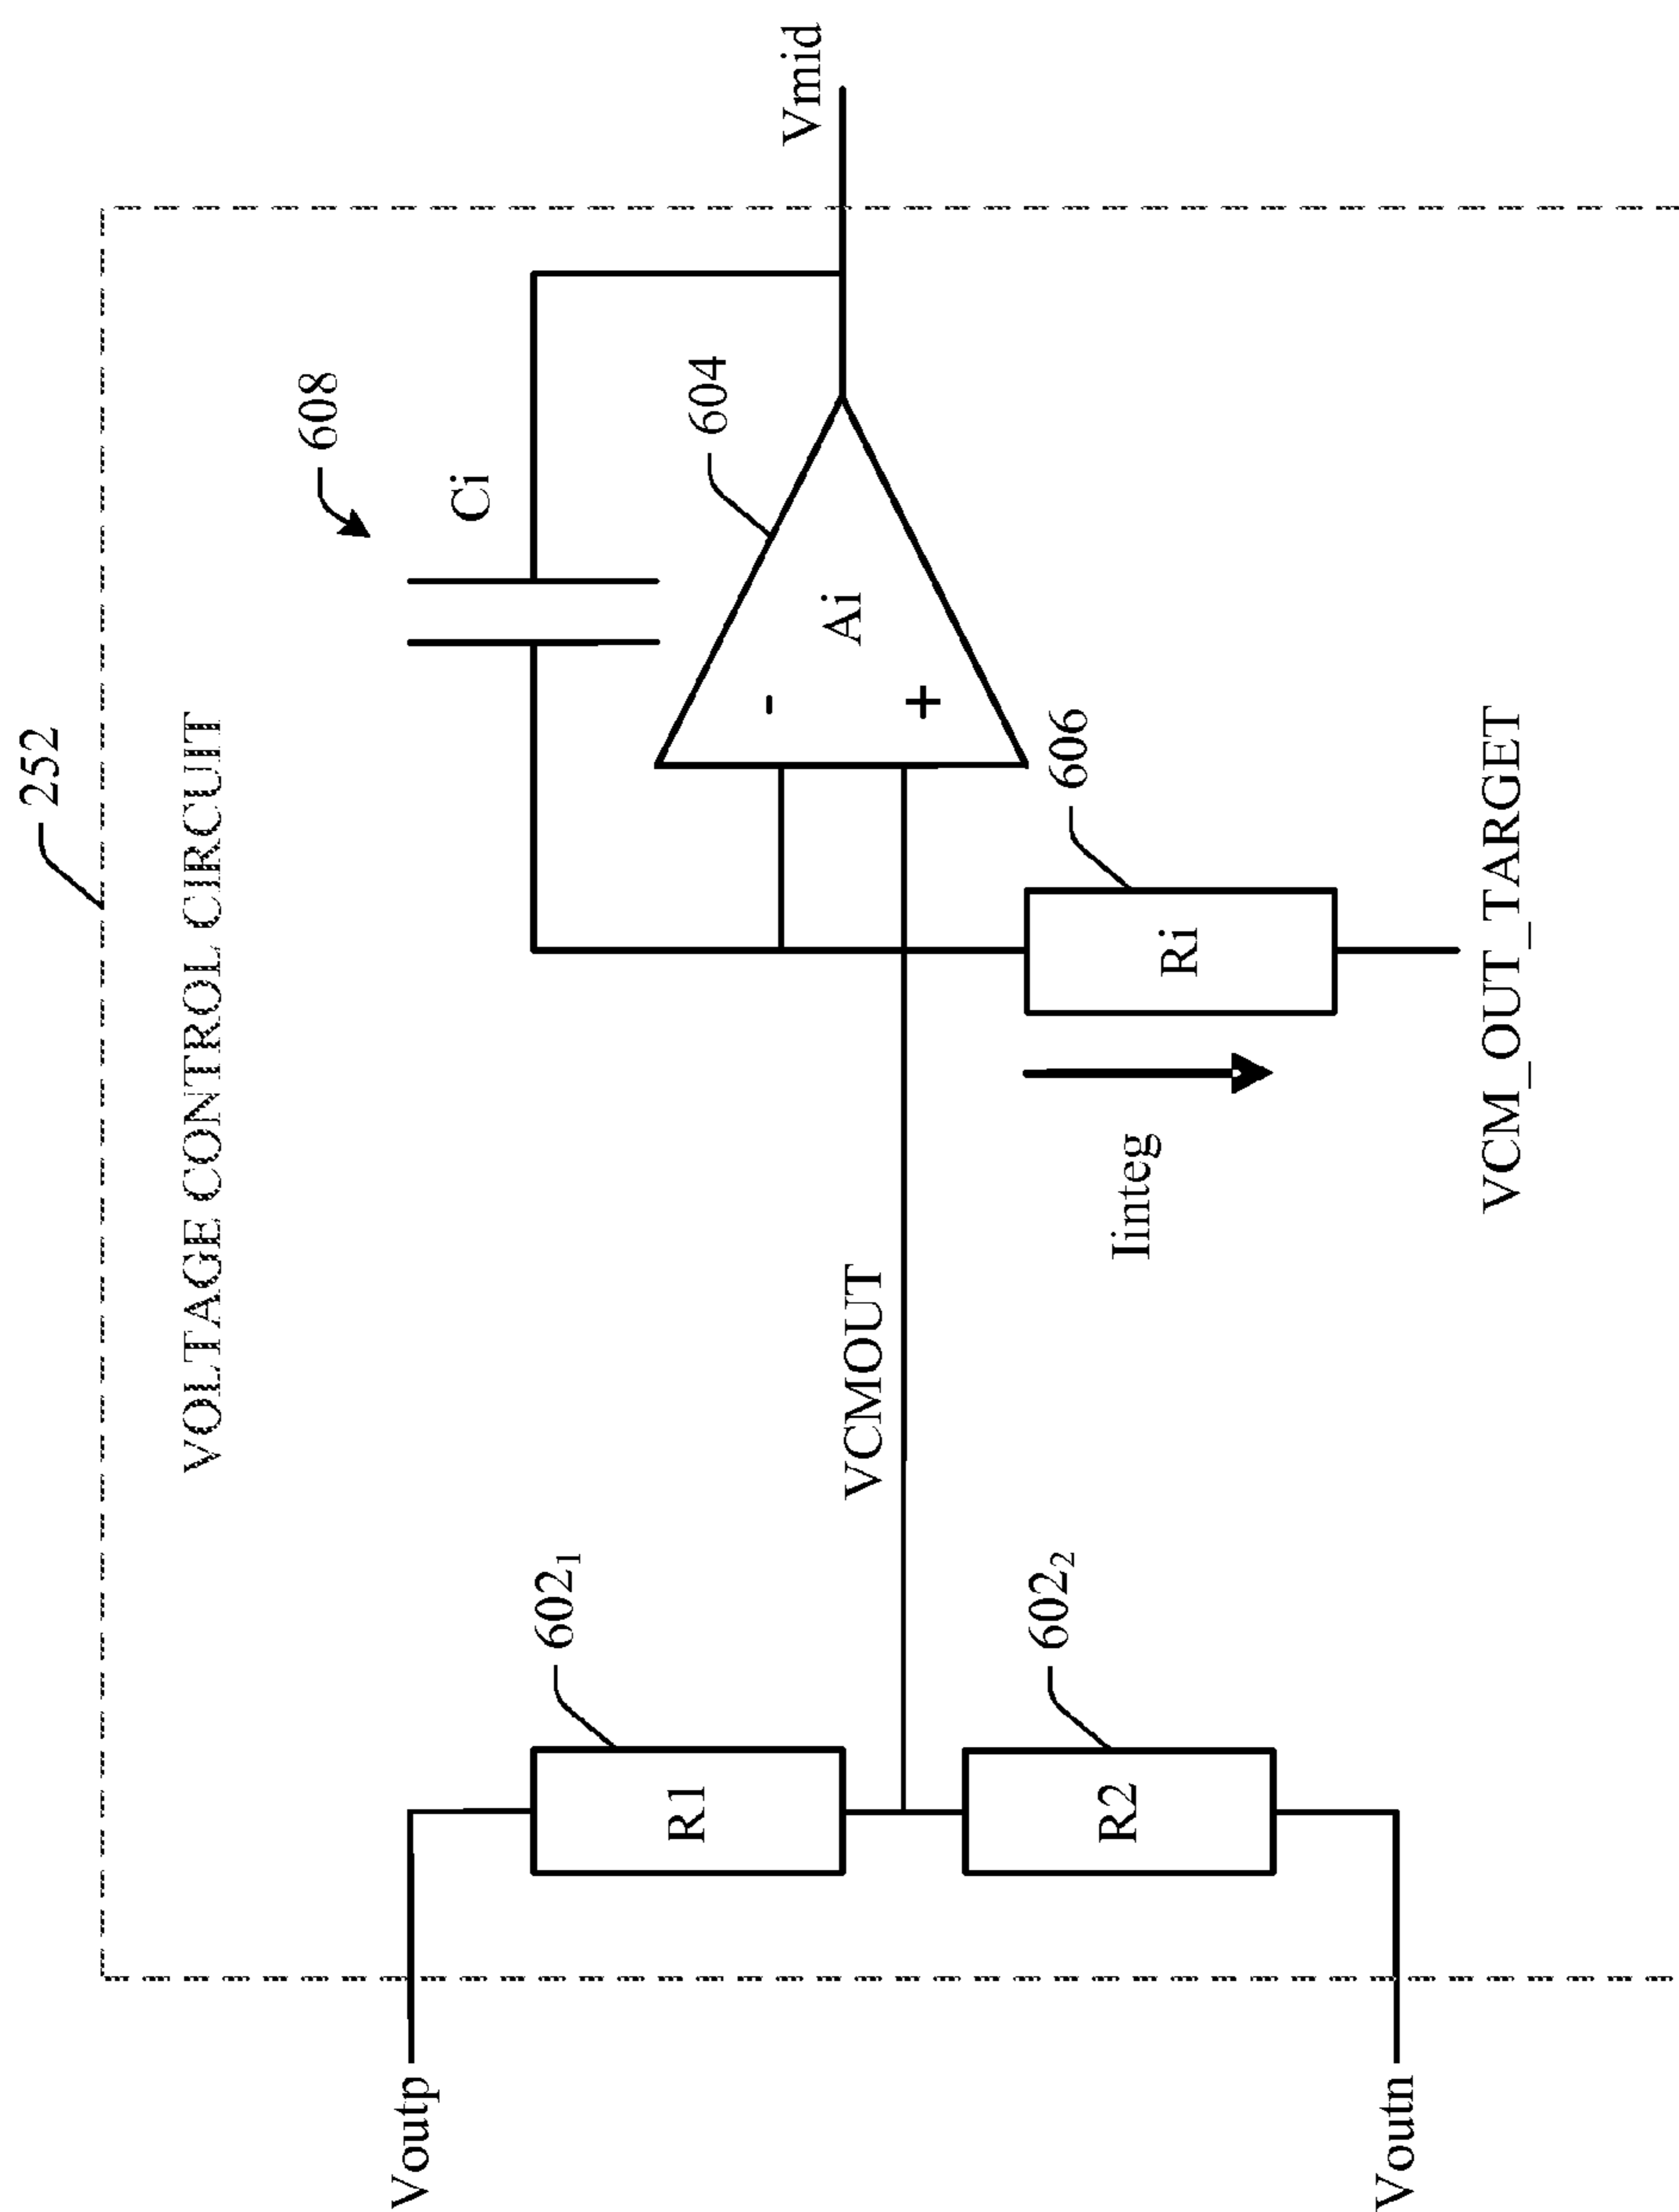 252
VOLTAGE CONTROL CIRCUIT
608
Ci
604
Vmid
-
Ai
+
Voutp
602₁
R1
VCMOUT
602₂
R2
Iinteg
606
Ri
Voutn
VCM_OUT_TARGET